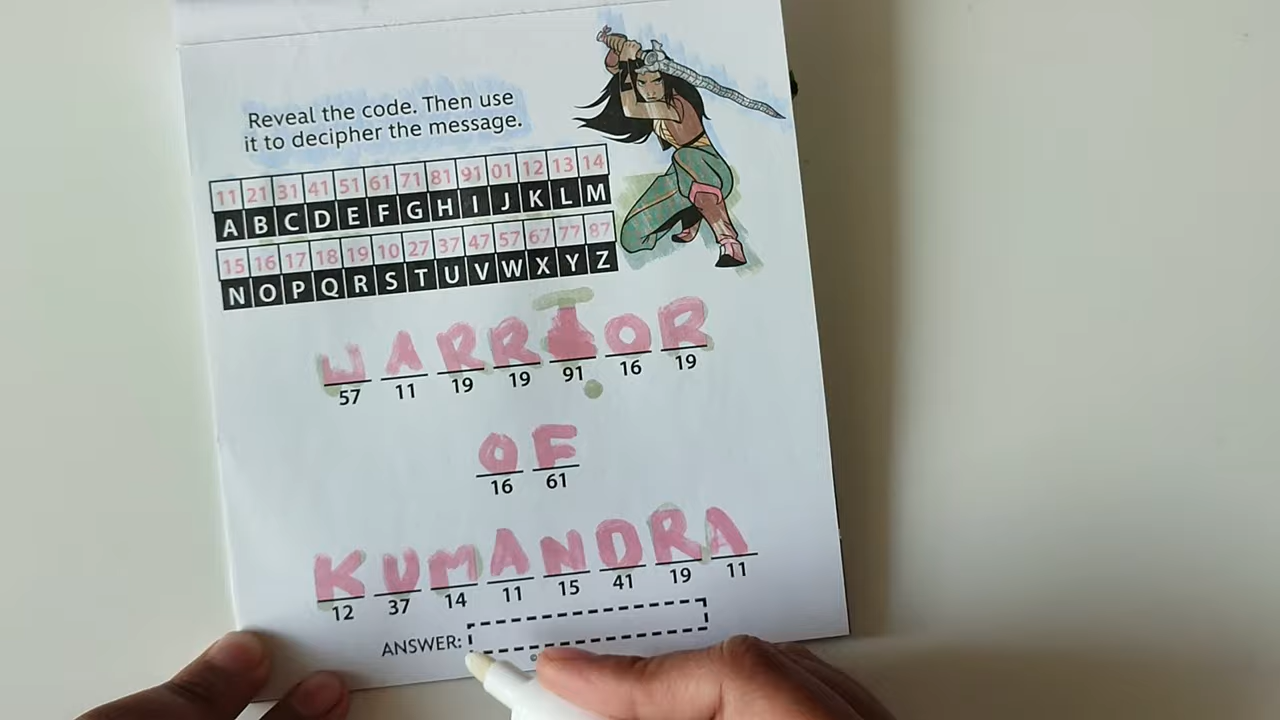 Reveal the code. Then use
it to decipher the message.
11 21 31 41 51 61 71 81 91 01 12 13 14
A B C D E F G H I J K L M
15 16 17 18 19 10 27 37 47 57 67 77 87
N O P Q R S T U V W X Y Z
WARRIOR
57 11 19 19 91 16 19
OF
16 61
KUMANDRA
12 37 14 11 15 41 19 11
ANSWER:
©